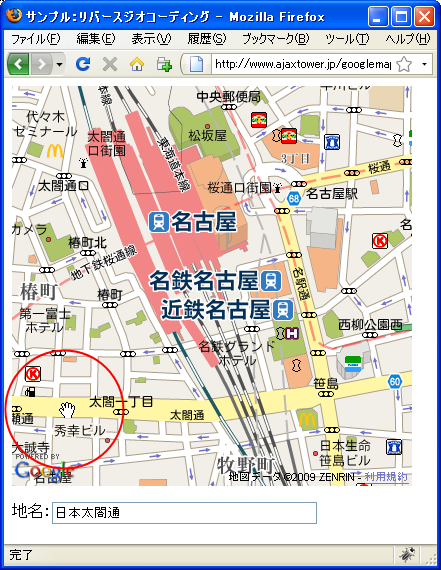 サンプル:リバースジオコーディング - Mozilla Firefox
ファイル(F) 編集(E) 表示(V) 履歴(S) ブックマーク(B) ツール(T) ヘルプ(H)
http://www.ajaxtower.jp/googlemap
中央郵便局
代々木
ゼミナール
太閤通
口街園
松坂屋
東海道本線
3丁目
桜通
太閤通口
桜通口街園
68
名古屋駅
カメラ
名古屋
椿町北
地下鉄桜通線
名鉄名古屋
近鉄名古屋
名駅通
椿町
椿町
第一富士
ホテル
西柳公園西
名鉄グランド
ホテル
K
H
笹島
60
太閤一丁目
太閤通
閤通
秀幸ビル
大誠寺
日本生命
笹島ビル
牧野町
POWERED BY
Google
名古屋
地図データ ©2009 ZENRIN - 利用規約
地名: 日本太閤通
完了